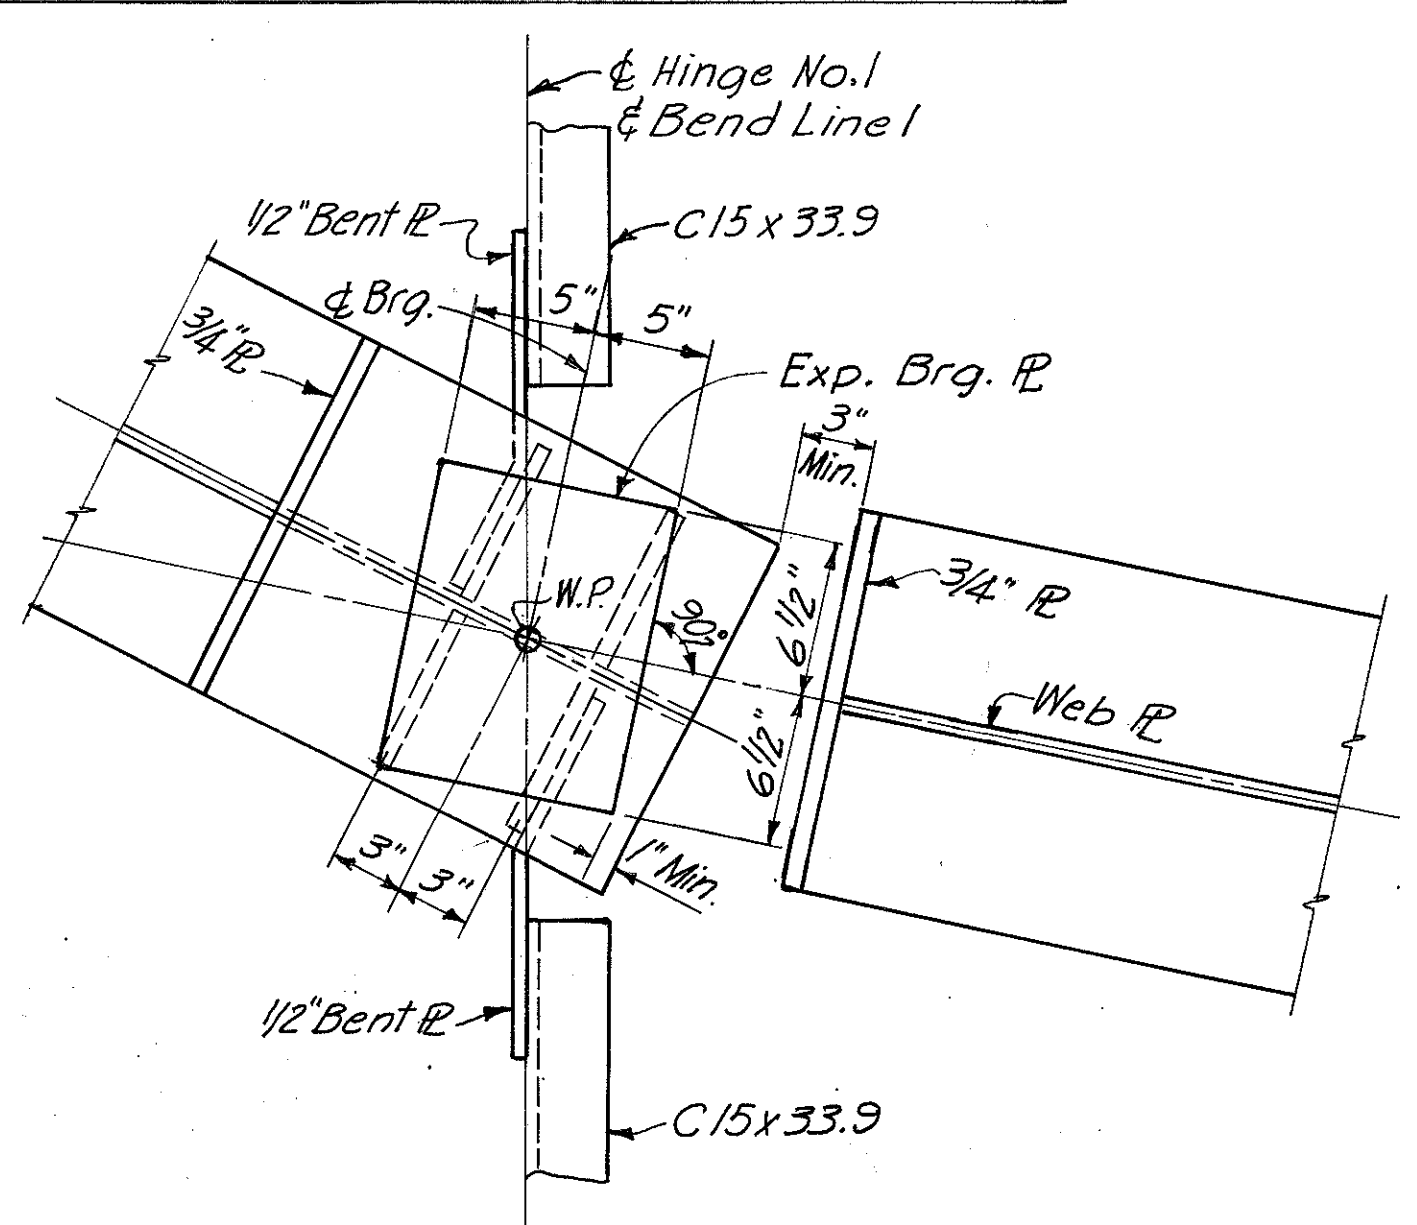 ℄ Hinge No.1
& Bend Line 1
1/2" Bent ℞
C 15 x 33.9
℄ Brg.
5"
5"
3/4" ℞
Exp. Brg. ℞
3"
Min.
W.P.
90°
6 1/2"
3/4" ℞
Web ℞
6 1/2"
3"
3"
1" Min.
1/2" Bent ℞
C 15 x 33.9